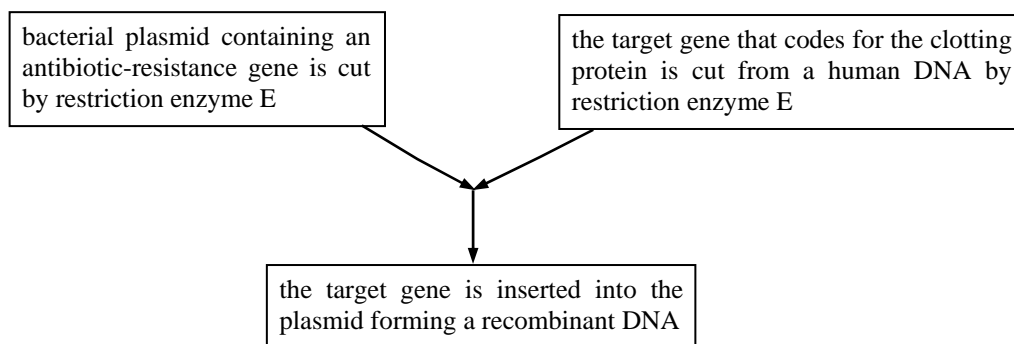 bacterial plasmid containing an
antibiotic-resistance gene is cut
by restriction enzyme E
the target gene that codes for the clotting
protein is cut from a human DNA by
restriction enzyme E
the target gene is inserted into the
plasmid forming a recombinant DNA